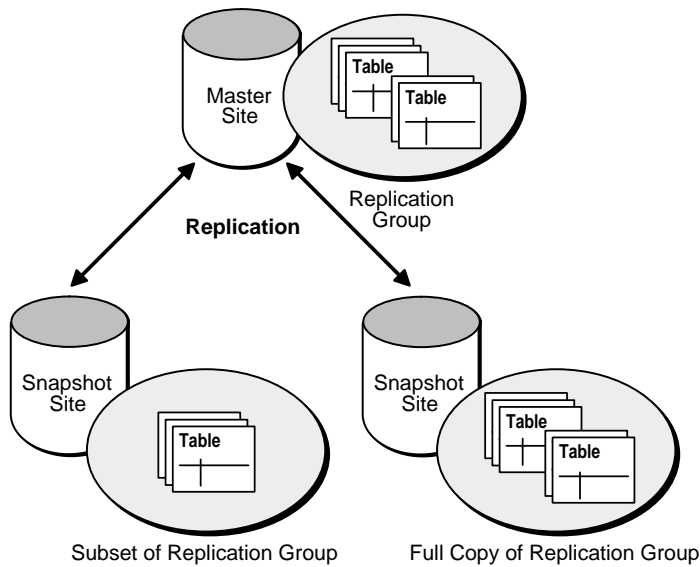 Master
Site
Table
Table
Replication
Group
Replication
Snapshot
Site
Table
Subset of Replication Group
Snapshot
Site
Table
Table
Full Copy of Replication Group